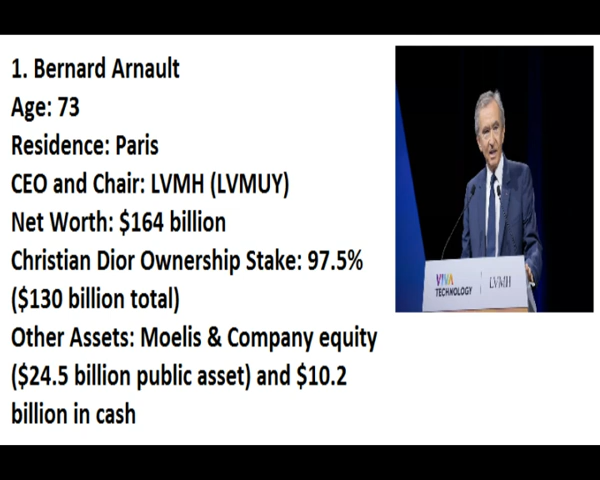 1. Bernard Arnault
Age: 73
Residence: Paris
CEO and Chair: LVMH (LVMUY)
Net Worth: $164 billion
Christian Dior Ownership Stake: 97.5%
($130 billion total)
Other Assets: Moelis & Company equity
($24.5 billion public asset) and $10.2
billion in cash
VIVA
TECHNOLOGY
LVMH